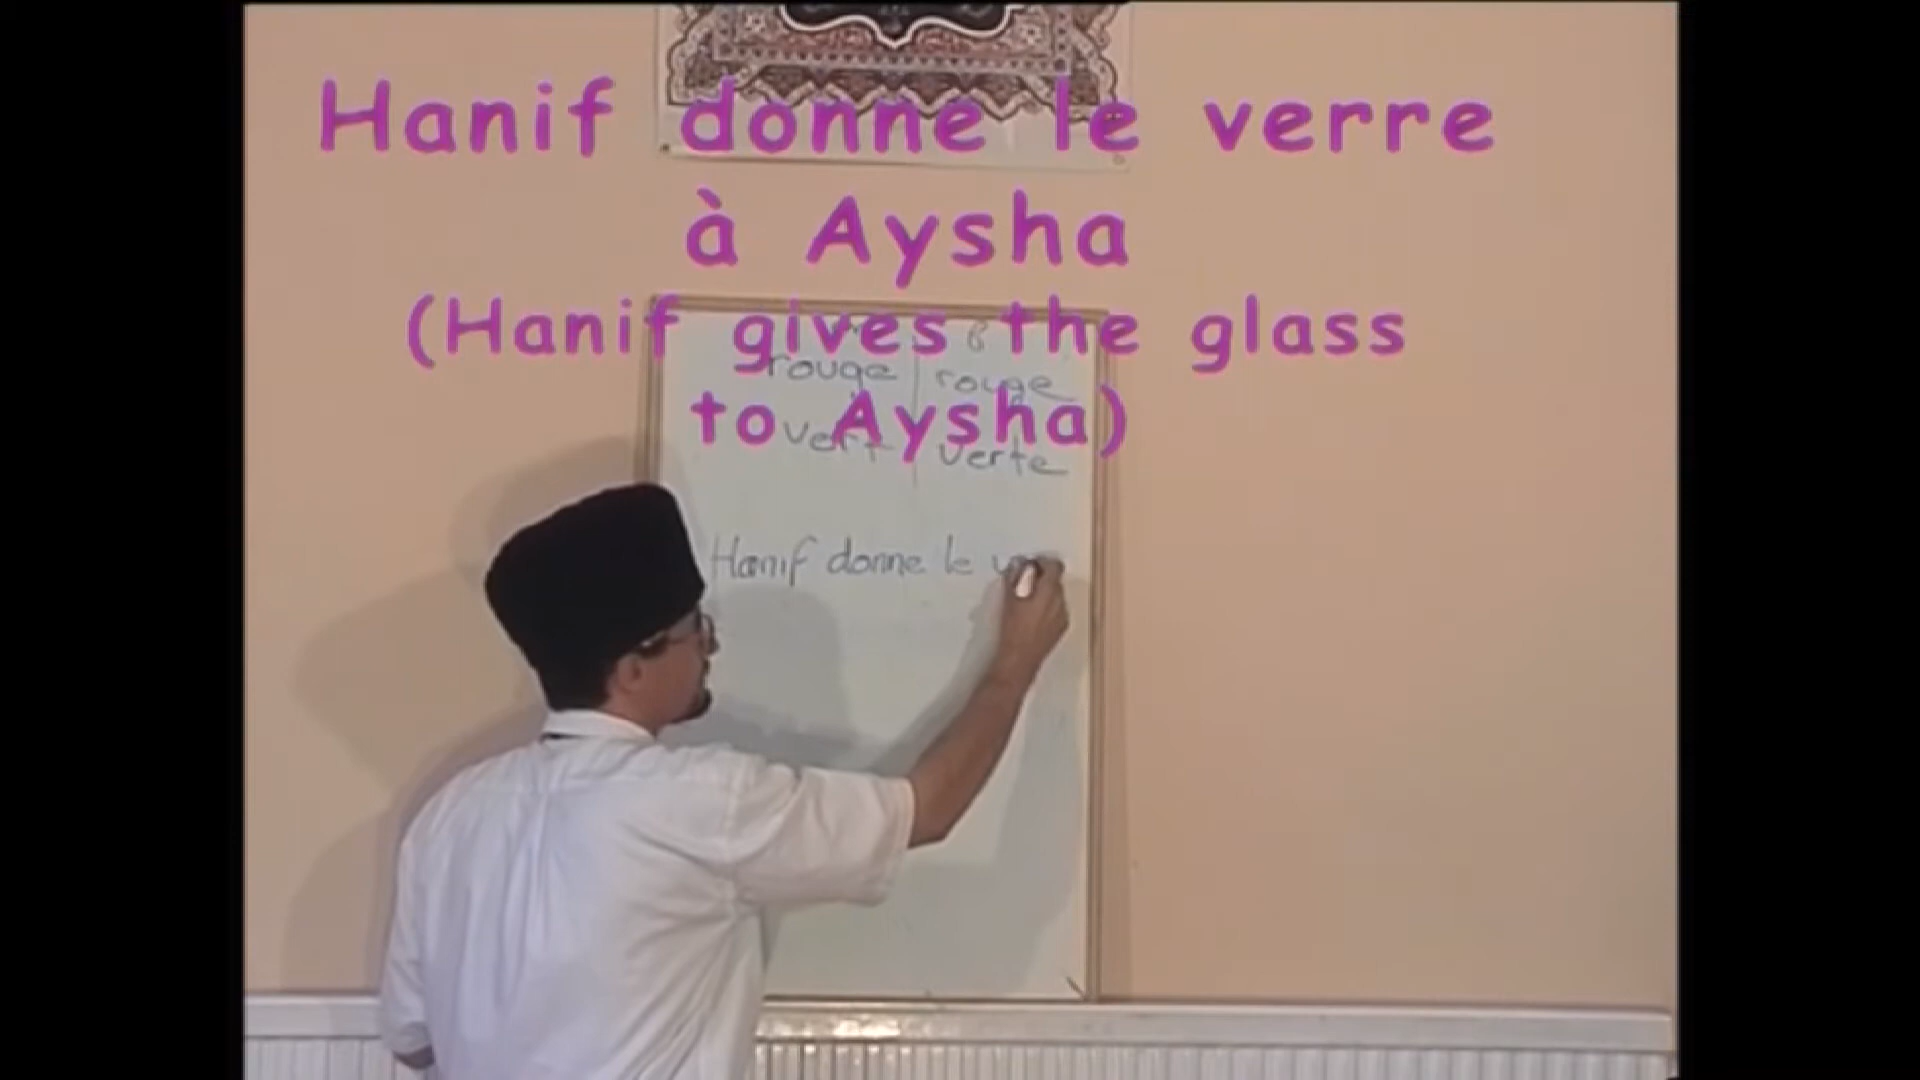 Hanif donne le verre
à Aysha
(Hanif gives the glass
to Aysha)
rouge rouge
vert verte
Hanif donne le